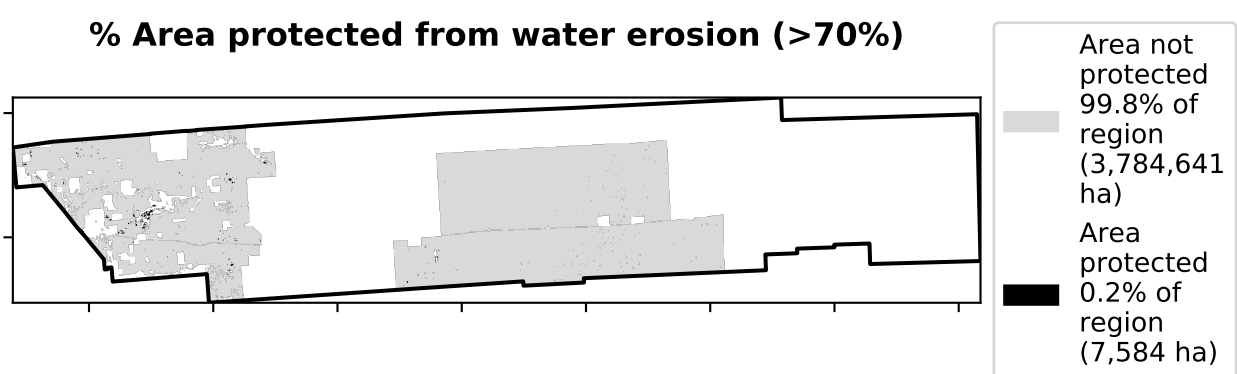 % Area protected from water erosion (>70%)
Area not
protected
99.8% of
region
(3,784,641
ha)
Area
protected
0.2% of
region
(7,584 ha)